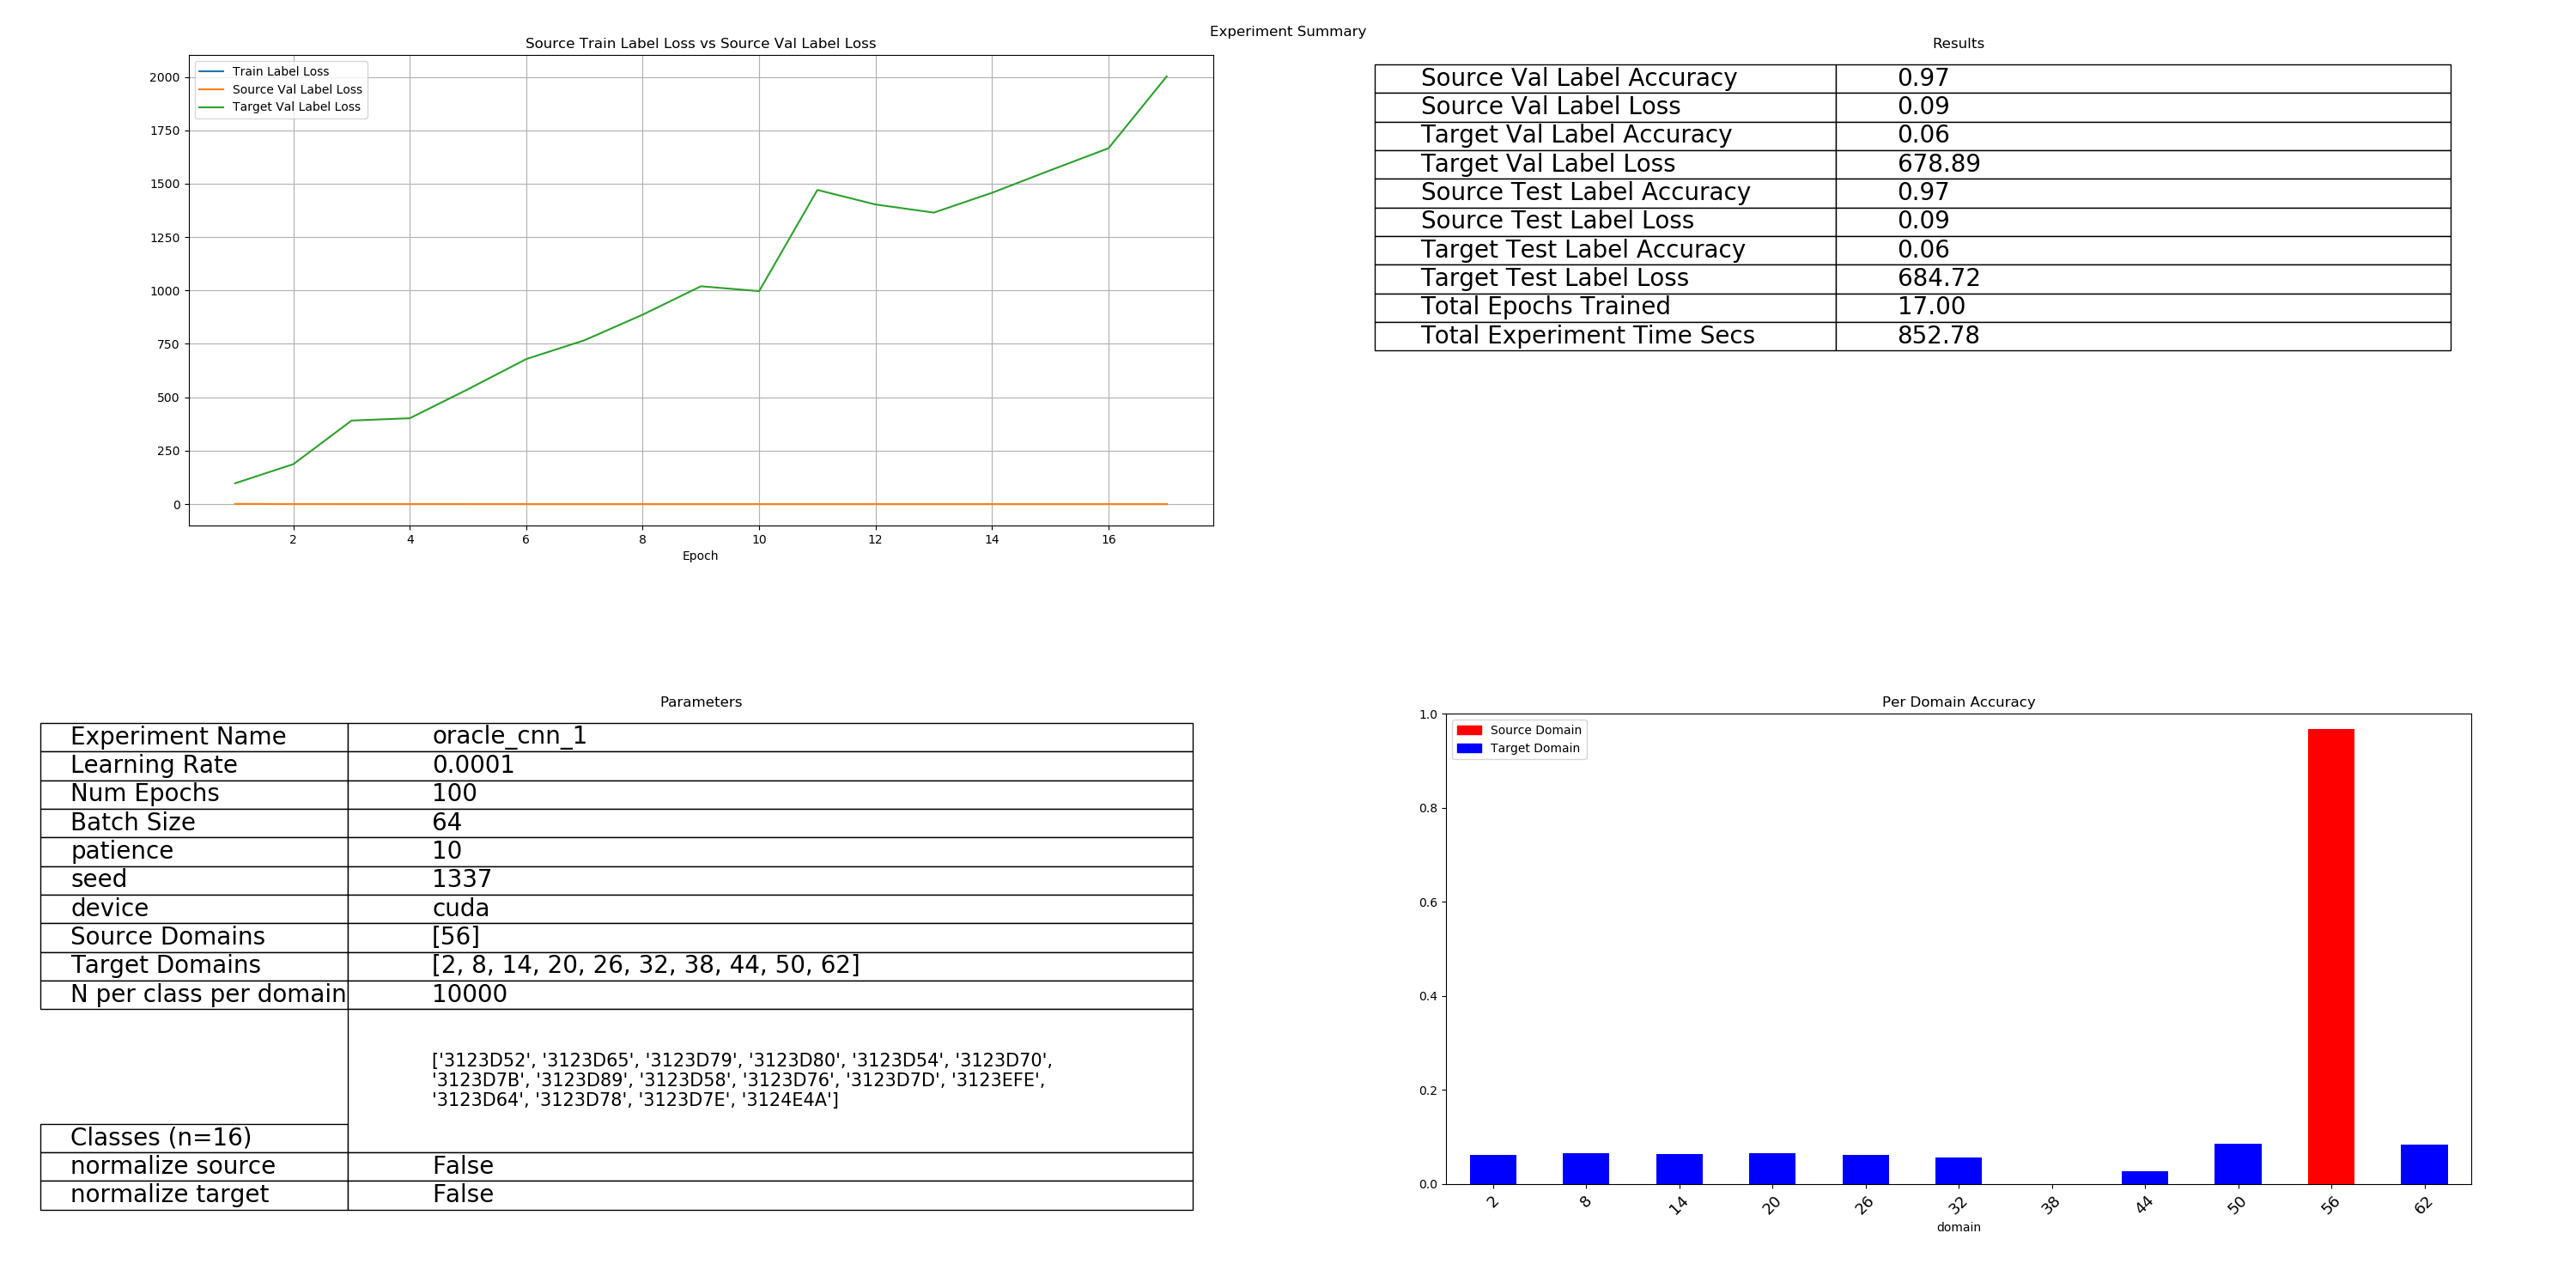 Experiment Summary
Source Train Label Loss vs Source Val Label Loss
Train Label Loss
Source Val Label Loss
Target Val Label Loss
2000
1750
1500
1250
1000
750
500
250
0
2 4 6 8 10 12 14 16
Epoch
Results
Source Val Label Accuracy 0.97
Source Val Label Loss 0.09
Target Val Label Accuracy 0.06
Target Val Label Loss 678.89
Source Test Label Accuracy 0.97
Source Test Label Loss 0.09
Target Test Label Accuracy 0.06
Target Test Label Loss 684.72
Total Epochs Trained 17.00
Total Experiment Time Secs 852.78
Parameters
Experiment Name oracle_cnn_1
Learning Rate 0.0001
Num Epochs 100
Batch Size 64
patience 10
seed 1337
device cuda
Source Domains [56]
Target Domains [2, 8, 14, 20, 26, 32, 38, 44, 50, 62]
N per class per domain 10000
['3123D52', '3123D65', '3123D79', '3123D80', '3123D54', '3123D70',
'3123D7B', '3123D89', '3123D58', '3123D76', '3123D7D', '3123EFE',
'3123D64', '3123D78', '3123D7E', '3124E4A']
Classes (n=16)
normalize source False
normalize target False
Per Domain Accuracy
Source Domain
Target Domain
1.0
0.8
0.6
0.4
0.2
0.0
2 8 14 20 26 32 38 44 50 56 62
domain